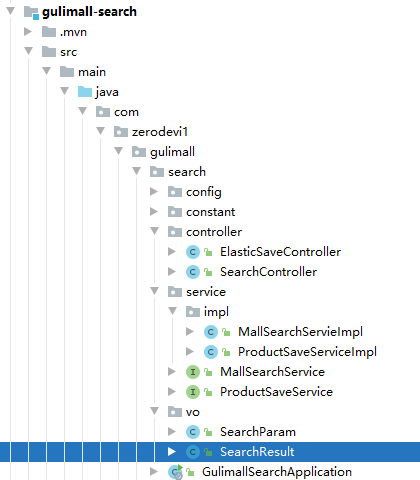 gulimall-search
.mvn
src
main
java
com
zerodevi1
gulimall
search
config
constant
controller
ElasticSaveController
SearchController
service
impl
MallSearchServieImpl
ProductSaveServiceImpl
MallSearchService
ProductSaveService
vo
SearchParam
SearchResult
GulimallSearchApplication